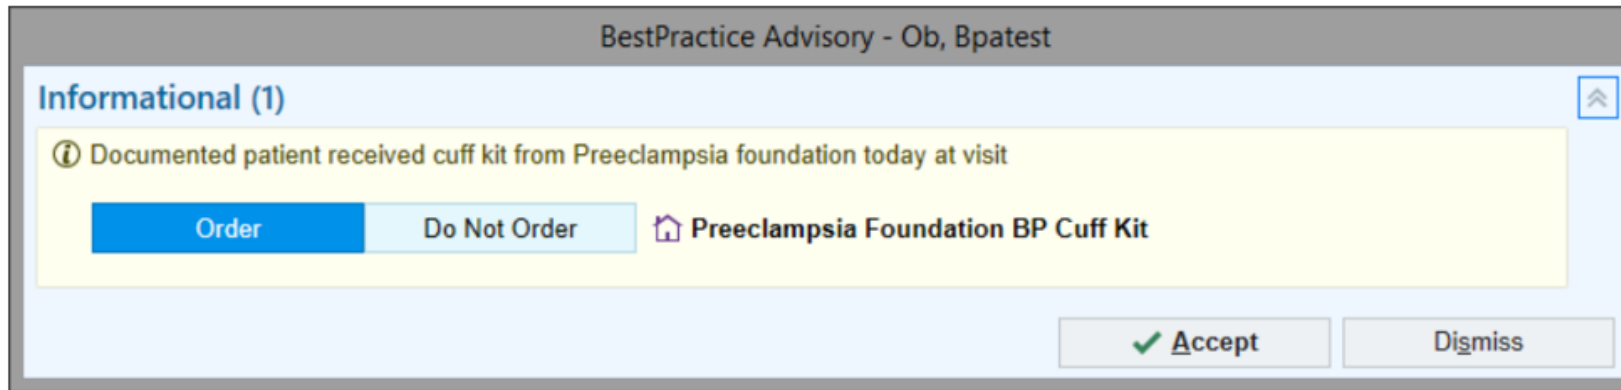 BestPractice Advisory - Ob, Bpatest
Informational (1)
Documented patient received cuff kit from Preeclampsia foundation today at visit
Order Do Not Order Preeclampsia Foundation BP Cuff Kit
Accept Dismiss